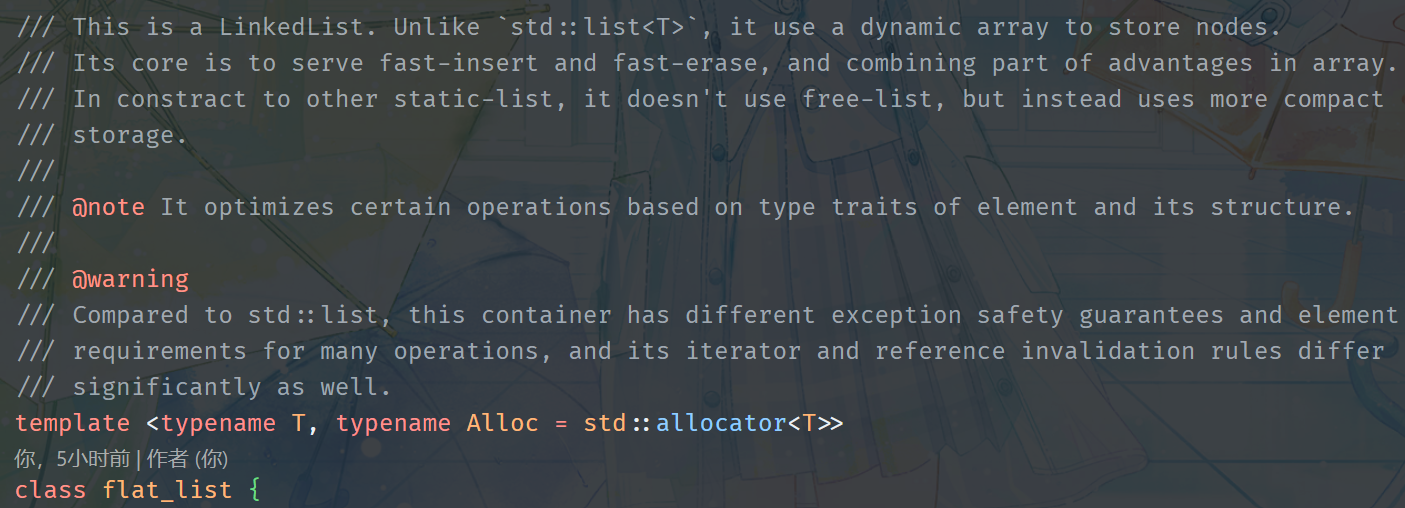 /// This is a LinkedList. Unlike `std::list<T>`, it use a dynamic array to store nodes.
/// Its core is to serve fast-insert and fast-erase, and combining part of advantages in array.
/// In constract to other static-list, it doesn't use free-list, but instead uses more compact
/// storage.
///
/// @note It optimizes certain operations based on type traits of element and its structure.
///
/// @warning
/// Compared to std::list, this container has different exception safety guarantees and element
/// requirements for many operations, and its iterator and reference invalidation rules differ
/// significantly as well.
template <typename T, typename Alloc = std::allocator<T>>
你，5小时前 | 作者 (你)
class flat_list {